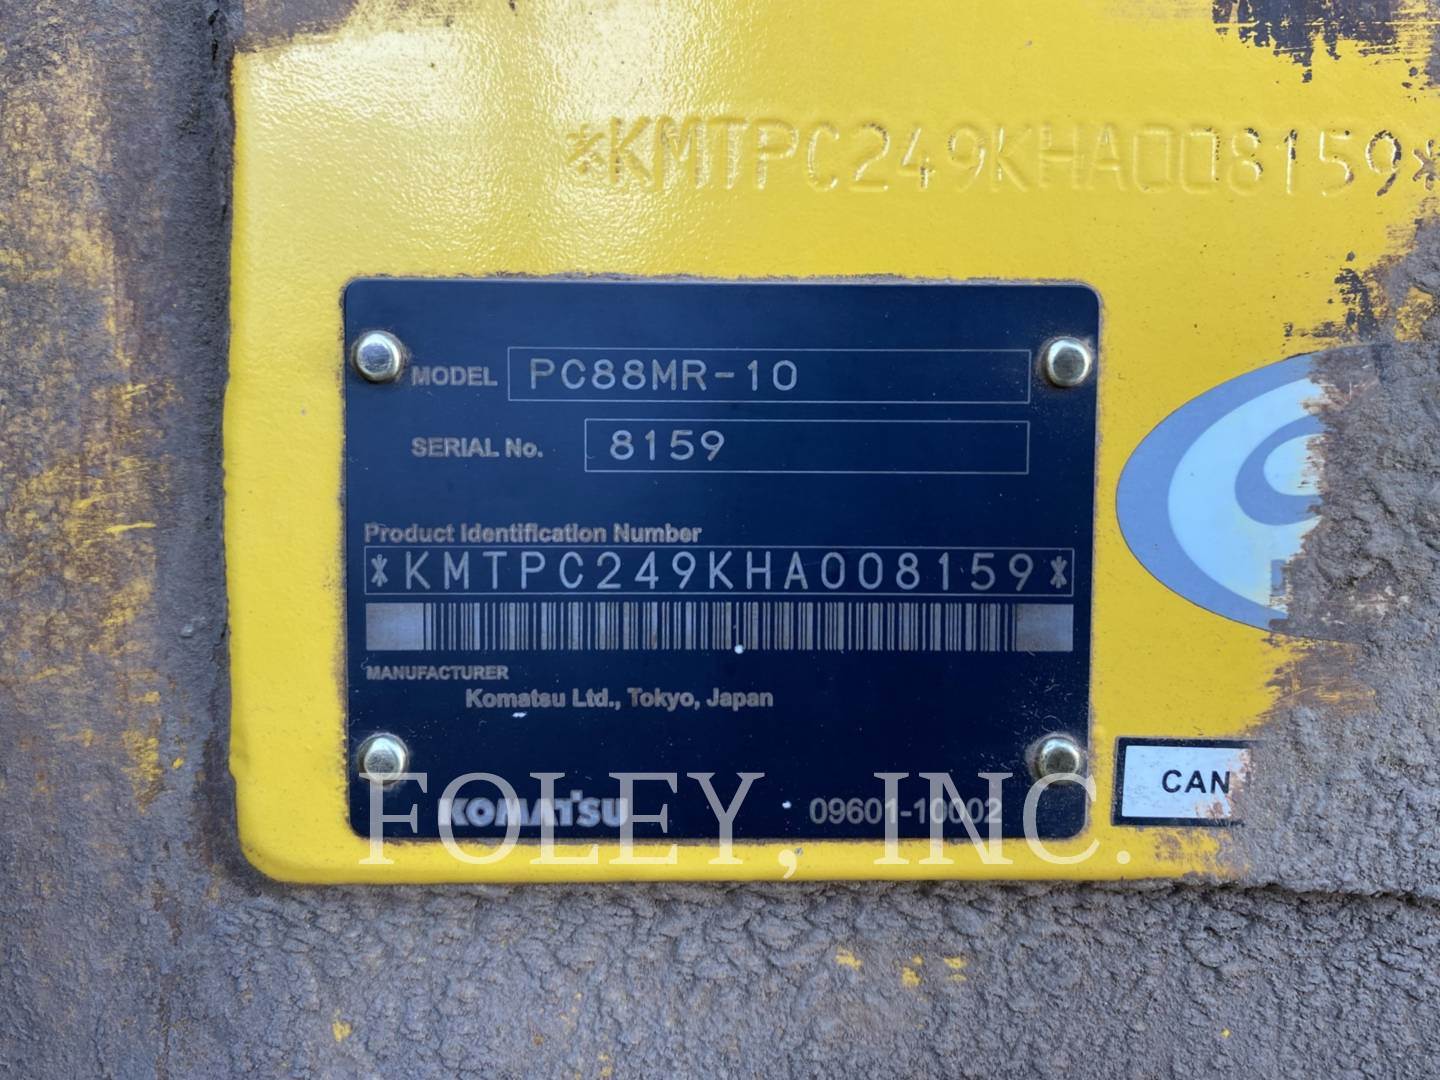 *KMTPC249KHA008159*
MODEL PC88MR-10
SERIAL No. 8159
Product Identification Number
*KMTPC249KHA008159*
MANUFACTURER
Komatsu Ltd., Tokyo, Japan
KOMATSU 09601-10002
FOLEY, INC.
CAN